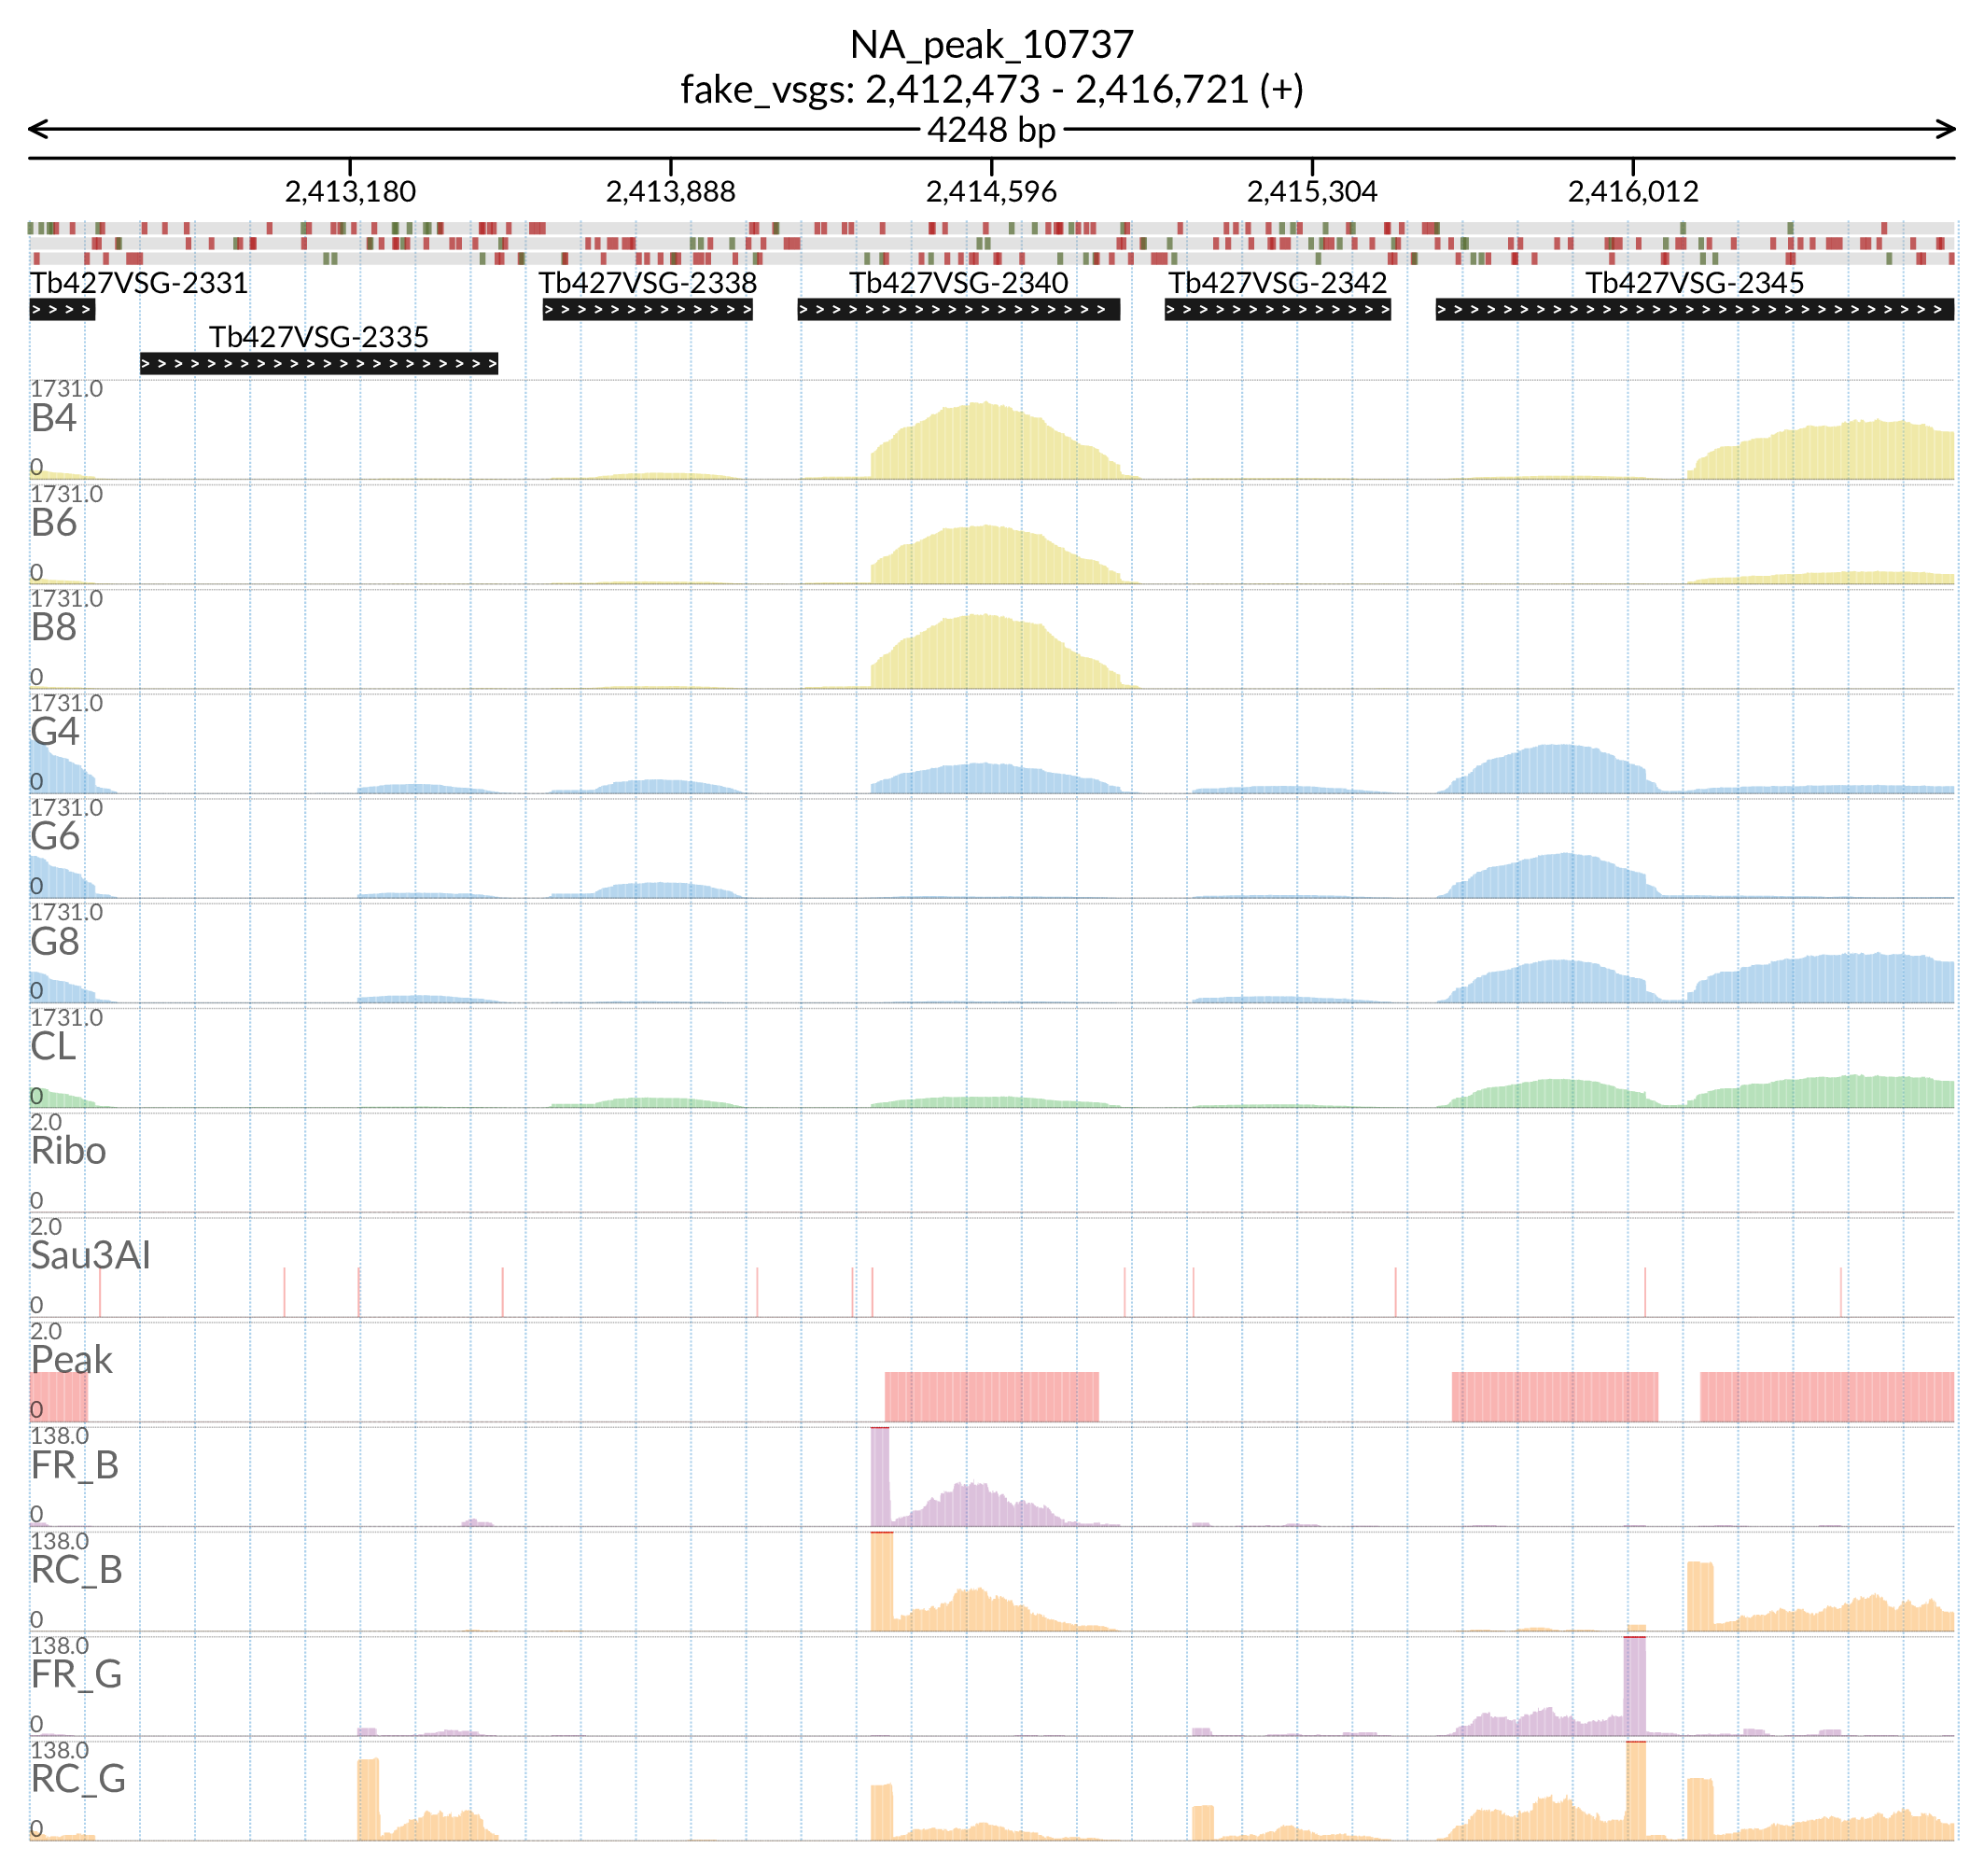 NA_peak_10737
fake_vsgs: 2,412,473 - 2,416,721 (+)
4248 bp
2,413,180 2,413,888 2,414,596 2,415,304 2,416,012
Tb427VSG-2331 Tb427VSG-2338 Tb427VSG-2340 Tb427VSG-2342 Tb427VSG-2345
Tb427VSG-2335
1731.0
B4
0
1731.0
B6
0
1731.0
B8
0
1731.0
G4
0
1731.0
G6
0
1731.0
G8
0
1731.0
CL
0
2.0
Ribo
0
2.0
Sau3AI
0
2.0
Peak
0
138.0
FR_B
0
138.0
RC_B
0
138.0
FR_G
0
138.0
RC_G
0